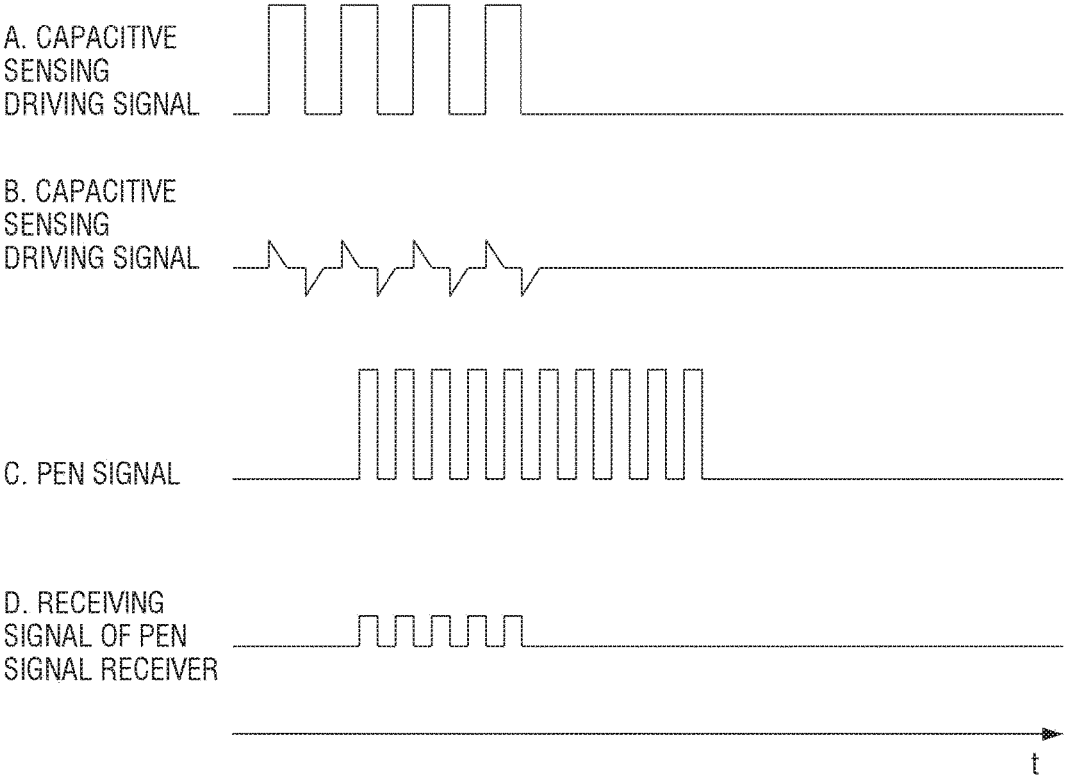 A. CAPACITIVE
SENSING
DRIVING SIGNAL
B. CAPACITIVE
SENSING
DRIVING SIGNAL
C. PEN SIGNAL
D. RECEIVING
SIGNAL OF PEN
SIGNAL RECEIVER
t